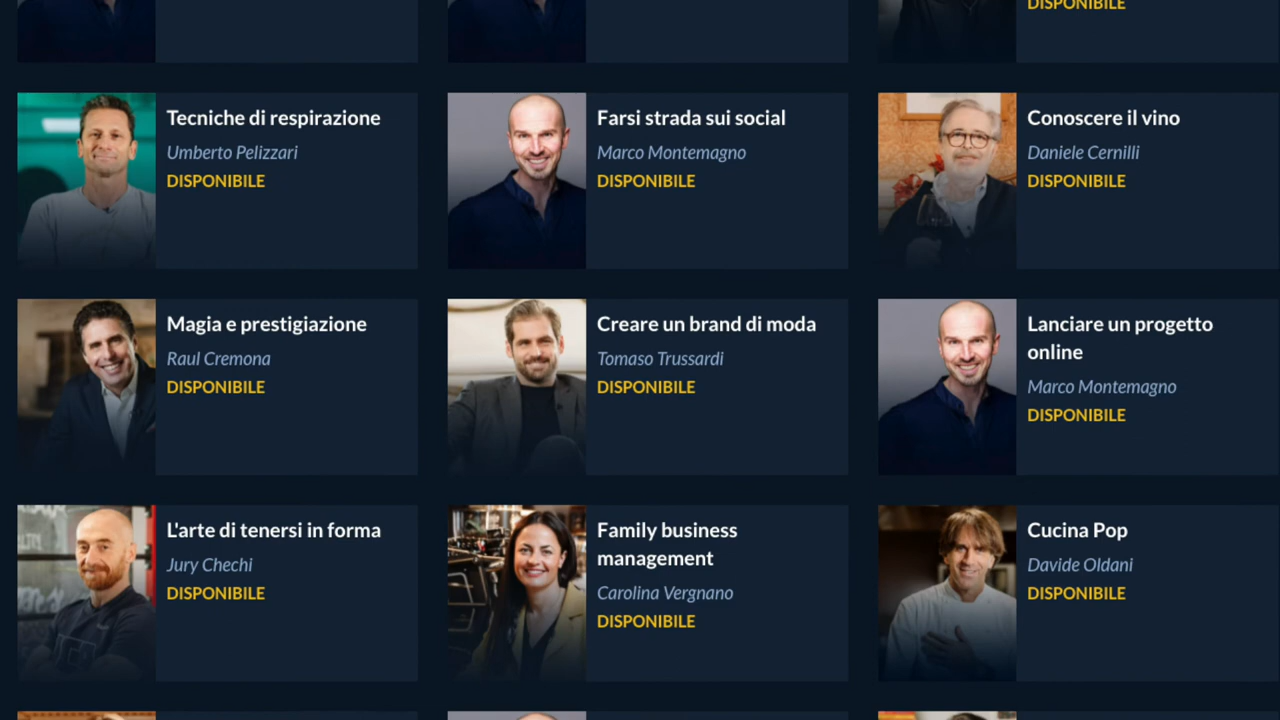 DISPONIBILE
Tecniche di respirazione
Umberto Pelizzari
DISPONIBILE
Farsi strada sui social
Marco Montemagno
DISPONIBILE
Conoscere il vino
Daniele Cernilli
DISPONIBILE
Magia e prestigiazione
Raul Cremona
DISPONIBILE
Creare un brand di moda
Tomaso Trussardi
DISPONIBILE
Lanciare un progetto
online
Marco Montemagno
DISPONIBILE
L'arte di tenersi in forma
Jury Chechi
DISPONIBILE
Family business
management
Carolina Vergnano
DISPONIBILE
Cucina Pop
Davide Oldani
DISPONIBILE